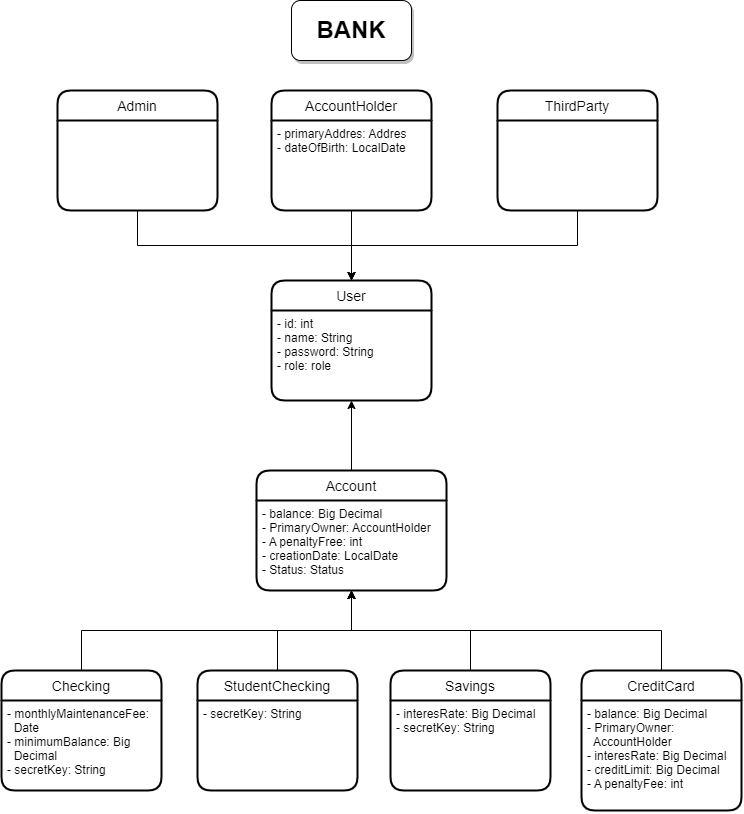 BANK
Admin
AccountHolder
- primaryAddres: Addres
- dateOfBirth: LocalDate
ThirdParty
User
- id: int
- name: String
- password: String
- role: role
Account
- balance: Big Decimal
- PrimaryOwner: AccountHolder
- A penaltyFree: int
- creationDate: LocalDate
- Status: Status
Checking
- monthlyMaintenanceFee:
Date
- minimumBalance: Big
Decimal
- secretKey: String
StudentChecking
- secretKey: String
Savings
- interesRate: Big Decimal
- secretKey: String
CreditCard
- balance: Big Decimal
- PrimaryOwner:
AccountHolder
- interesRate: Big Decimal
- creditLimit: Big Decimal
- A penaltyFee: int